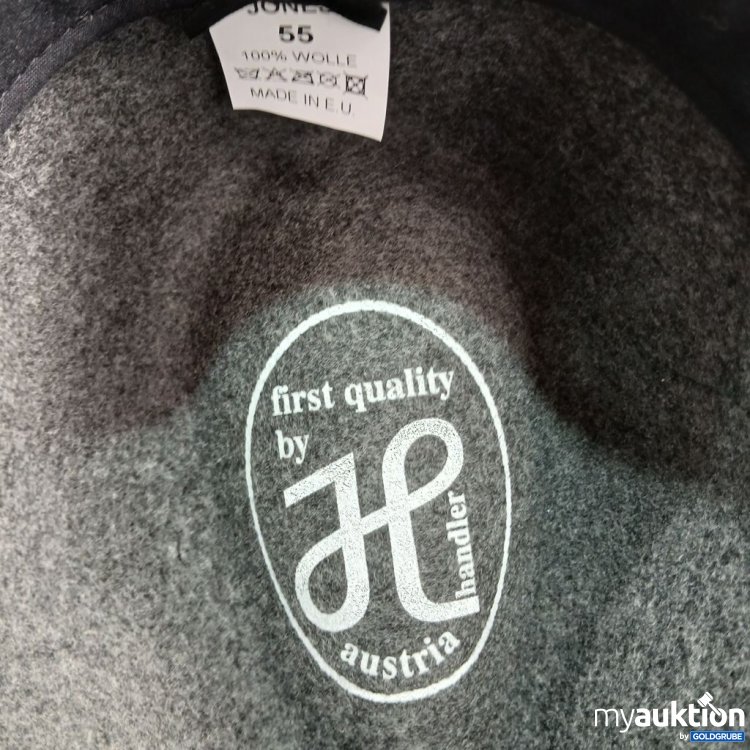 JONES
55
100% WOLLE
MADE IN E.U.
first quality
by
H
handler
austria
myauktion
by GOLDGRUBE